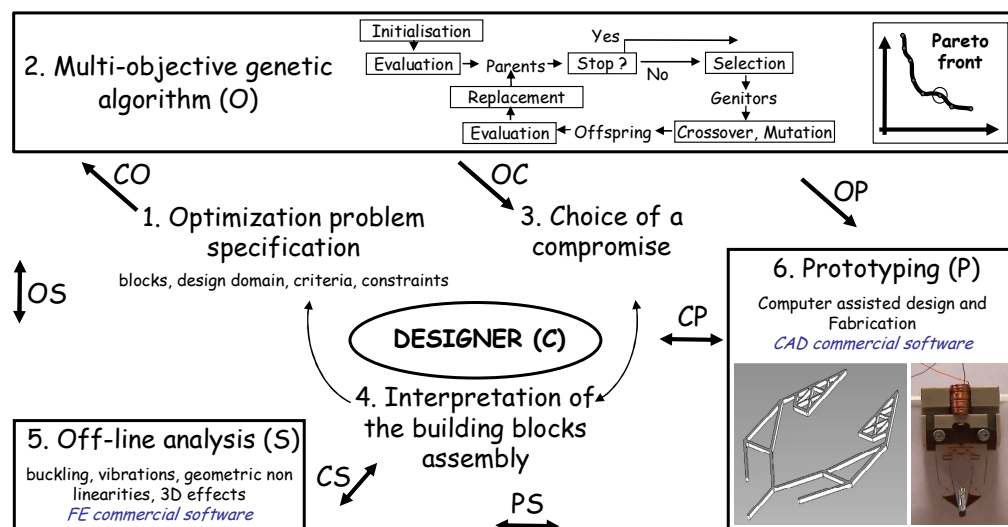 2. Multi-objective genetic
algorithm (O)
Initialisation
Evaluation
Parents
Stop ?
Yes
No
Selection
Genitors
Crossover, Mutation
Offspring
Evaluation
Replacement
Pareto
front
CO
OC
OP
1. Optimization problem
specification
blocks, design domain, criteria, constraints
3. Choice of a
compromise
OS
DESIGNER (C)
CP
4. Interpretation of
the building blocks
assembly
5. Off-line analysis (S)
buckling, vibrations, geometric non
linearities, 3D effects
FE commercial software
CS
PS
6. Prototyping (P)
Computer assisted design and
Fabrication
CAD commercial software